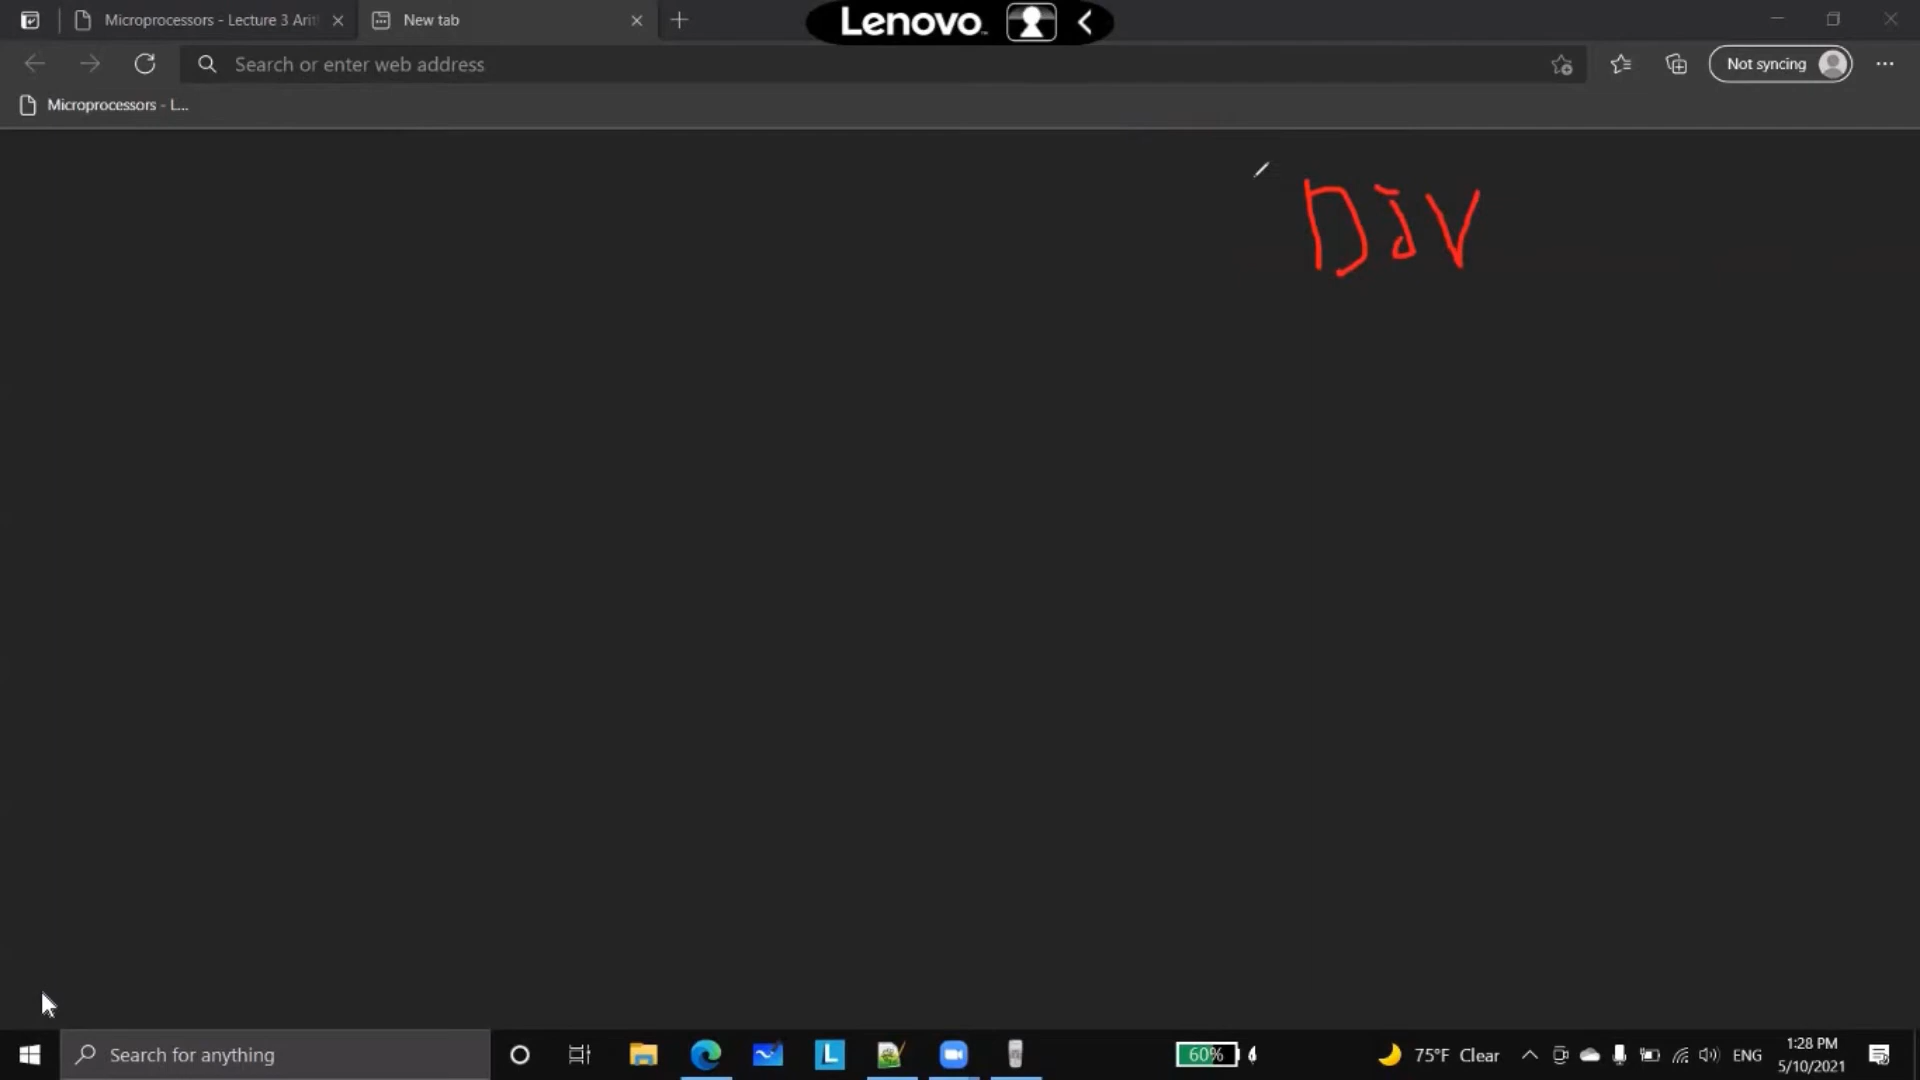 Microprocessors - Lecture 3 Arit
New tab
Lenovo
Search or enter web address
Not syncing
Microprocessors - L...
DiV
Search for anything
L
60%
75°F Clear
ENG
1:28 PM
5/10/2021